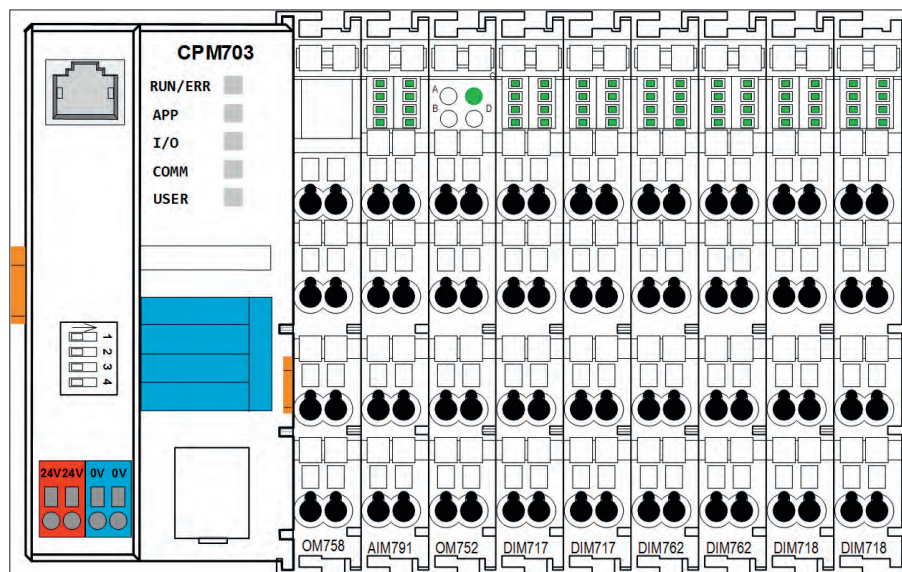 CPM703
RUN/ERR
APP
I/O
COMM
USER
A
B
C
D
1
2
3
4
24V 24V 0V 0V
OM758 AIM791 OM752 DIM717 DIM717 DIM762 DIM762 DIM718 DIM718